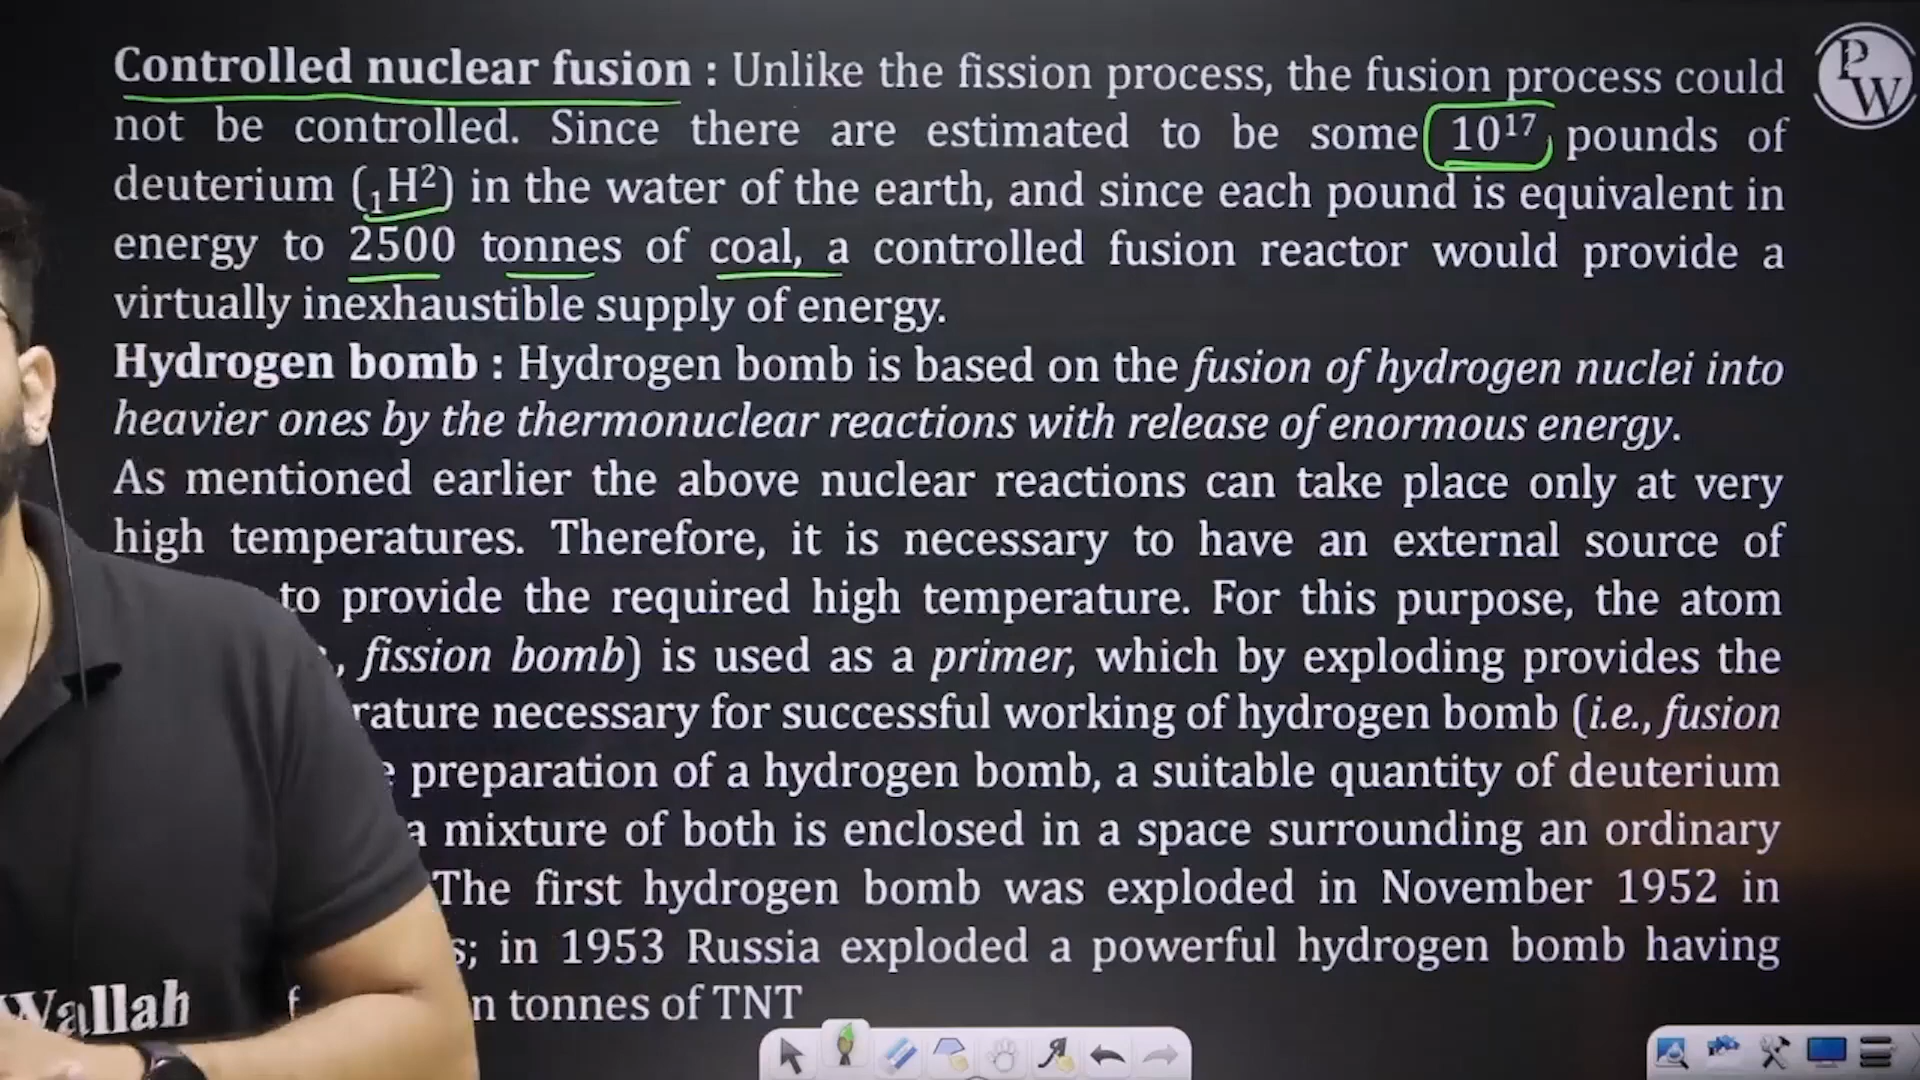 Controlled nuclear fusion : Unlike the fission process, the fusion process could
not be controlled. Since there are estimated to be some 10¹⁷ pounds of
deuterium (₁H²) in the water of the earth, and since each pound is equivalent in
energy to 2500 tonnes of coal, a controlled fusion reactor would provide a
virtually inexhaustible supply of energy.
Hydrogen bomb : Hydrogen bomb is based on the fusion of hydrogen nuclei into
heavier ones by the thermonuclear reactions with release of enormous energy.
As mentioned earlier the above nuclear reactions can take place only at very
high temperatures. Therefore, it is necessary to have an external source of
to provide the required high temperature. For this purpose, the atom
, fission bomb) is used as a primer, which by exploding provides the
rature necessary for successful working of hydrogen bomb (i.e., fusion
preparation of a hydrogen bomb, a suitable quantity of deuterium
a mixture of both is enclosed in a space surrounding an ordinary
The first hydrogen bomb was exploded in November 1952 in
s; in 1953 Russia exploded a powerful hydrogen bomb having
n tonnes of TNT
PW
Wallah